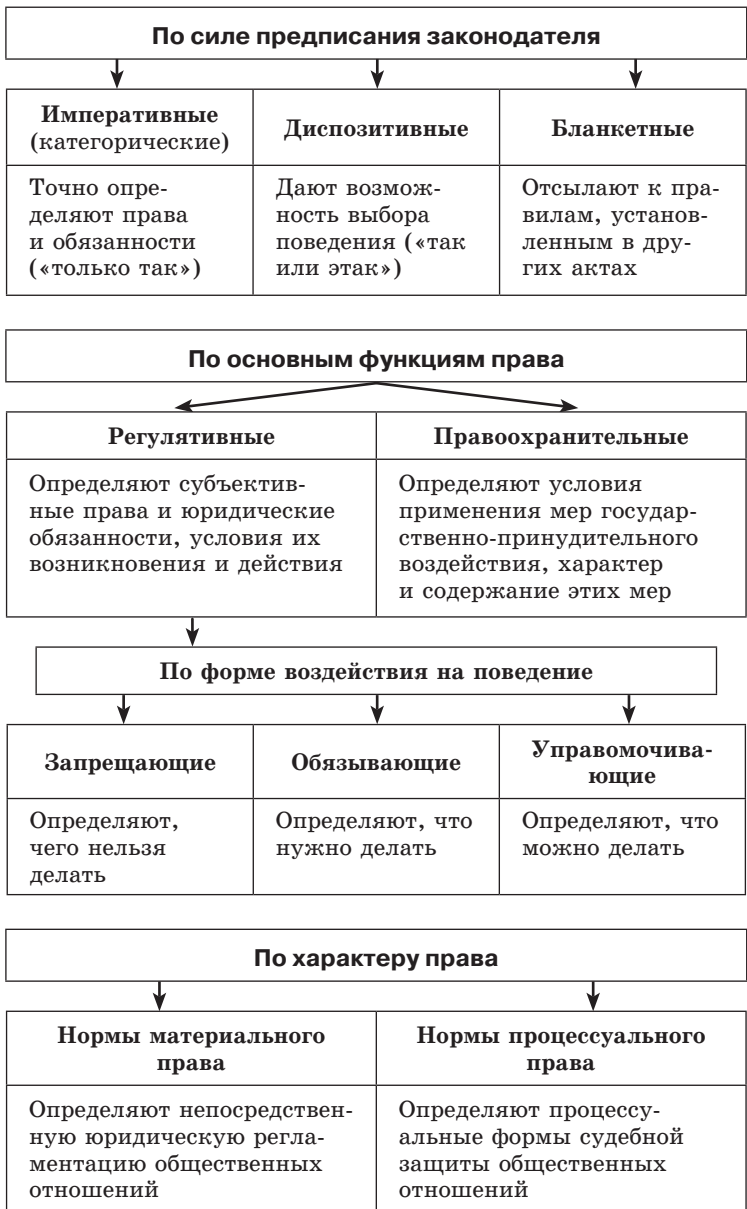 По силе предписания законодателя
Императивные
(категорические)
Диспозитивные
Бланкетные
Точно опре-
деляют права
и обязанности
(«только так»)
Дают возмож-
ность выбора
поведения («так
или этак»)
Отсылают к пра-
вилам, установ-
ленным в дру-
гих актах
По основным функциям права
Регулятивные
Правоохранительные
Определяют субъектив-
ные права и юридические
обязанности, условия их
возникновения и действия
Определяют условия
применения мер государ-
ственно-принудительного
воздействия, характер
и содержание этих мер
По форме воздействия на поведение
Запрещающие
Обязывающие
Управомочива-
ющие
Определяют,
чего нельзя
делать
Определяют, что
нужно делать
Определяют, что
можно делать
По характеру права
Нормы материального
права
Нормы процессуального
права
Определяют непосредствен-
ную юридическую регла-
ментацию общественных
отношений
Определяют процессу-
альные формы судебной
защиты общественных
отношений